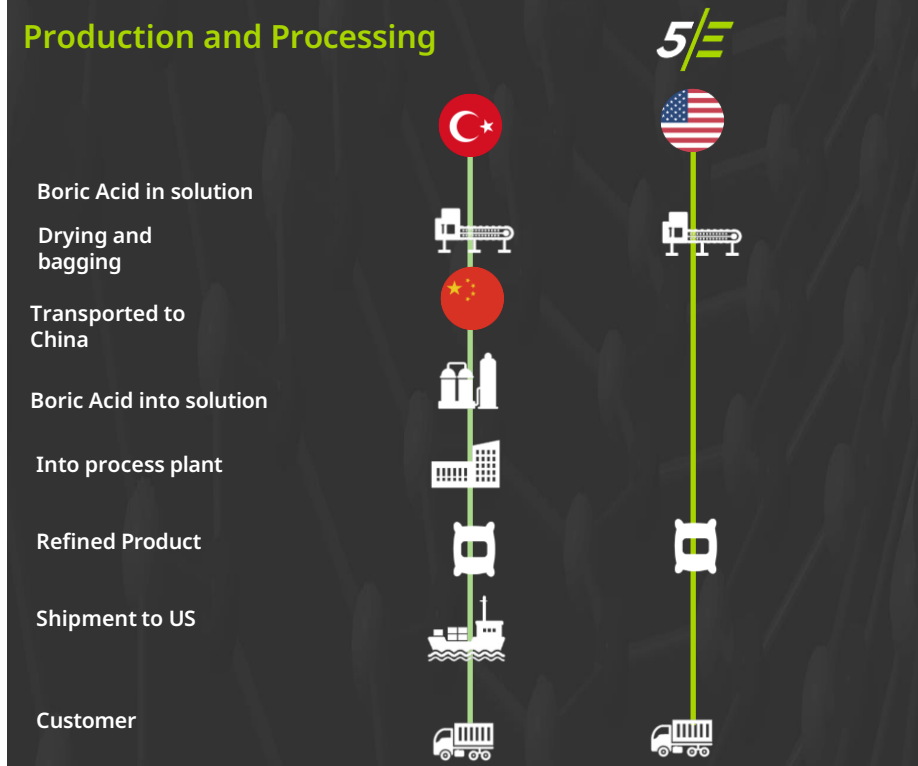 Production and Processing
5/E
Boric Acid in solution
Drying and
bagging
Transported to
China
Boric Acid into solution
Into process plant
Refined Product
Shipment to US
Customer